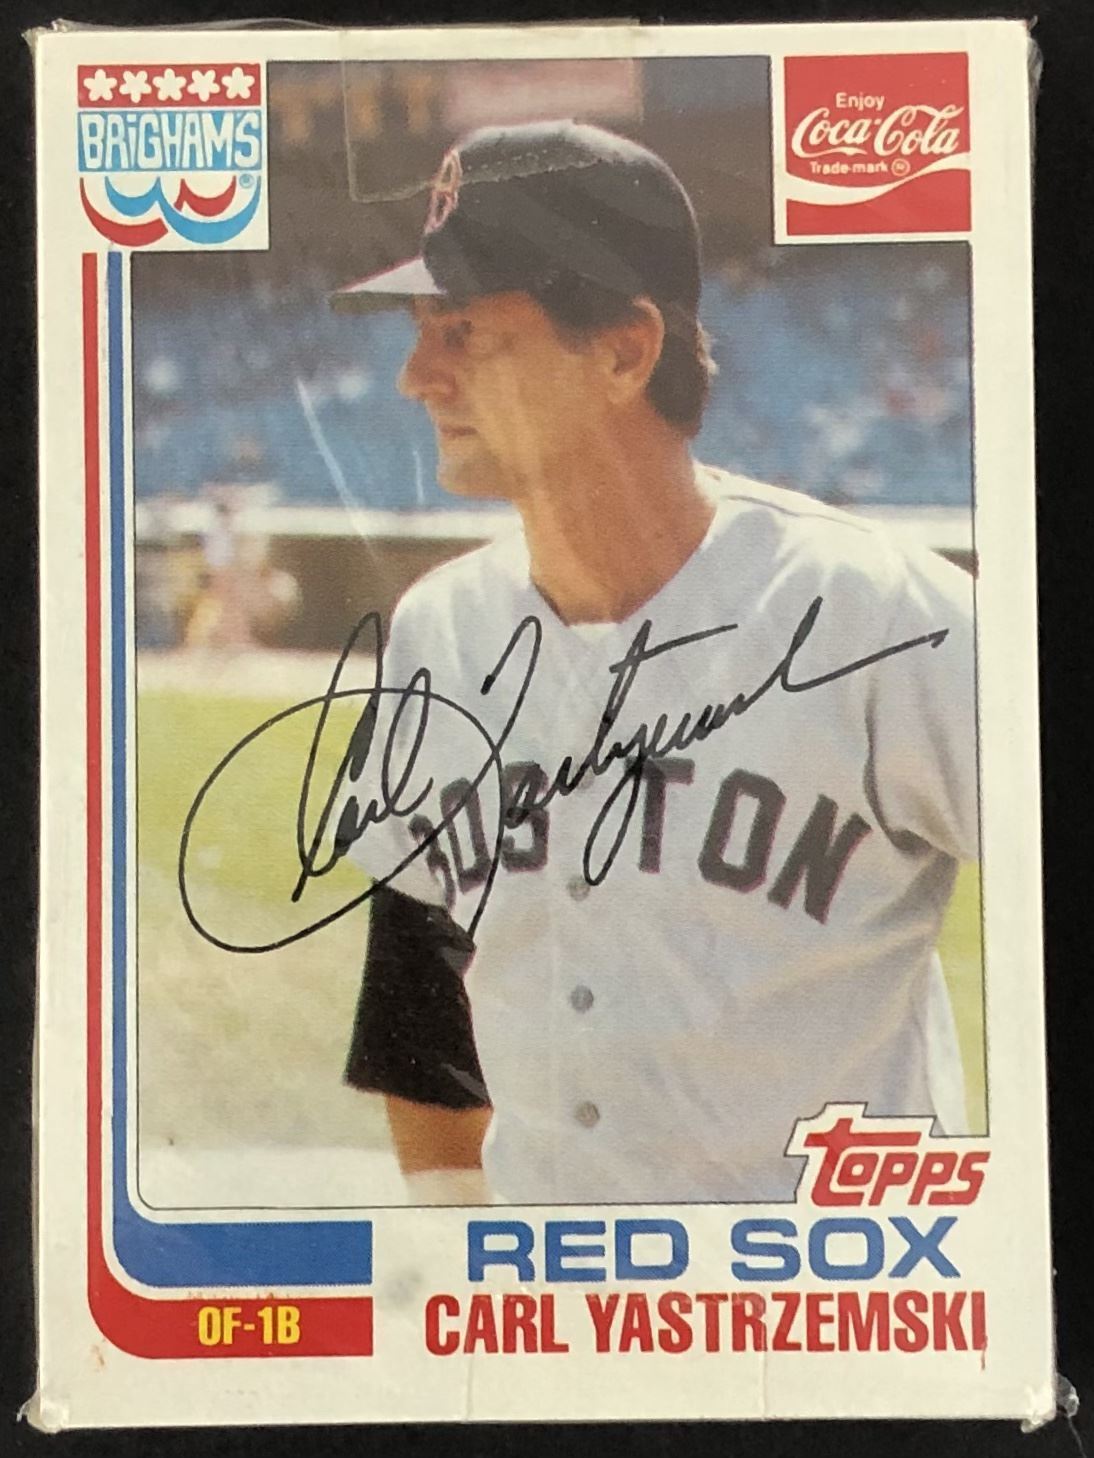 BRiGHAMS®
Enjoy
Coca-Cola
Trade-mark ®
B
Carl Yastrzemski
BOSTON
TOPPS
RED SOX
OF-1B
CARL YASTRZEMSKI